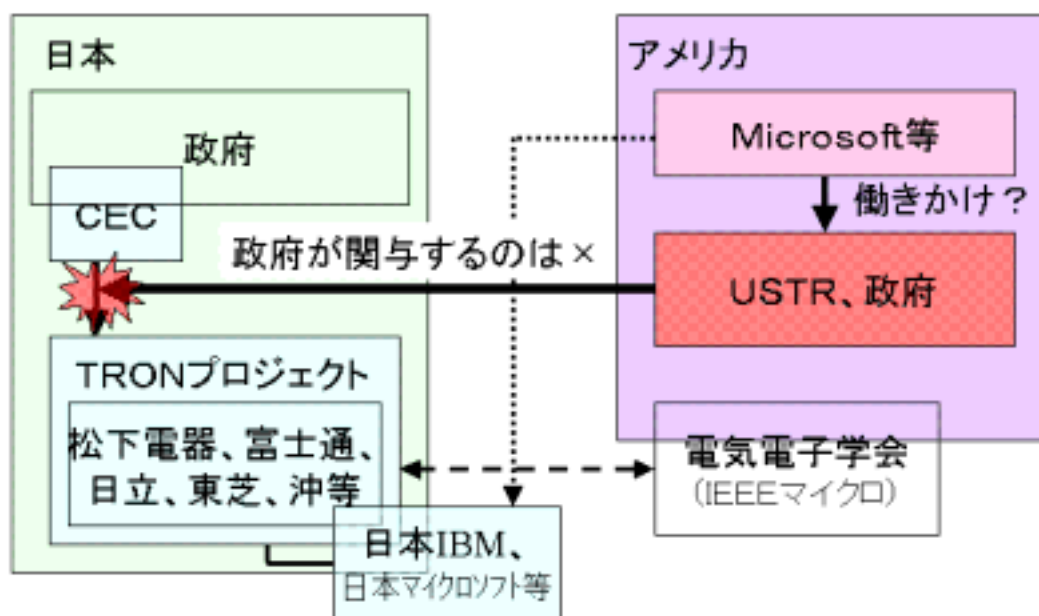 日本
政府
CEC
政府が関与するのは×
TRONプロジェクト
松下電器、富士通、
日立、東芝、沖等
日本IBM、
日本マイクロソフト等
アメリカ
Microsoft等
働きかけ？
USTR、政府
電気電子学会
（IEEEマイクロ）